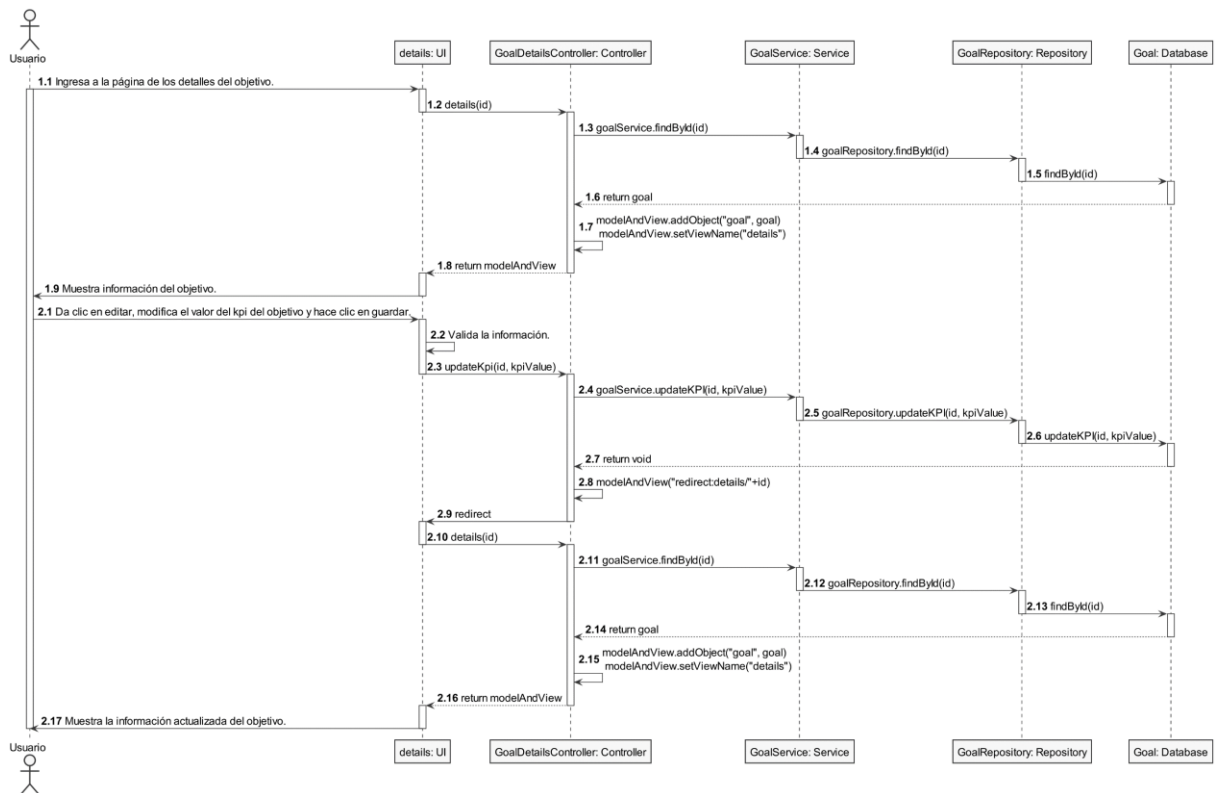 Usuario
details: UI
GoalDetailsController: Controller
GoalService: Service
GoalRepository: Repository
Goal: Database
1.1 Ingresa a la página de los detalles del objetivo.
1.2 details(id)
1.3 goalService.findById(id)
1.4 goalRepository.findById(id)
1.5 findById(id)
1.6 return goal
1.7 modelAndView.addObject("goal", goal)
modelAndView.setViewName("details")
1.8 return modelAndView
1.9 Muestra información del objetivo.
2.1 Da clic en editar, modifica el valor del kpi del objetivo y hace clic en guardar.
2.2 Valida la información.
2.3 updateKpi(id, kpiValue)
2.4 goalService.updateKPI(id, kpiValue)
2.5 goalRepository.updateKPI(id, kpiValue)
2.6 updateKPI(id, kpiValue)
2.7 return void
2.8 modelAndView("redirect:details/"+id)
2.9 redirect
2.10 details(id)
2.11 goalService.findById(id)
2.12 goalRepository.findById(id)
2.13 findById(id)
2.14 return goal
2.15 modelAndView.addObject("goal", goal)
modelAndView.setViewName("details")
2.16 return modelAndView
2.17 Muestra la información actualizada del objetivo.
Usuario
details: UI
GoalDetailsController: Controller
GoalService: Service
GoalRepository: Repository
Goal: Database